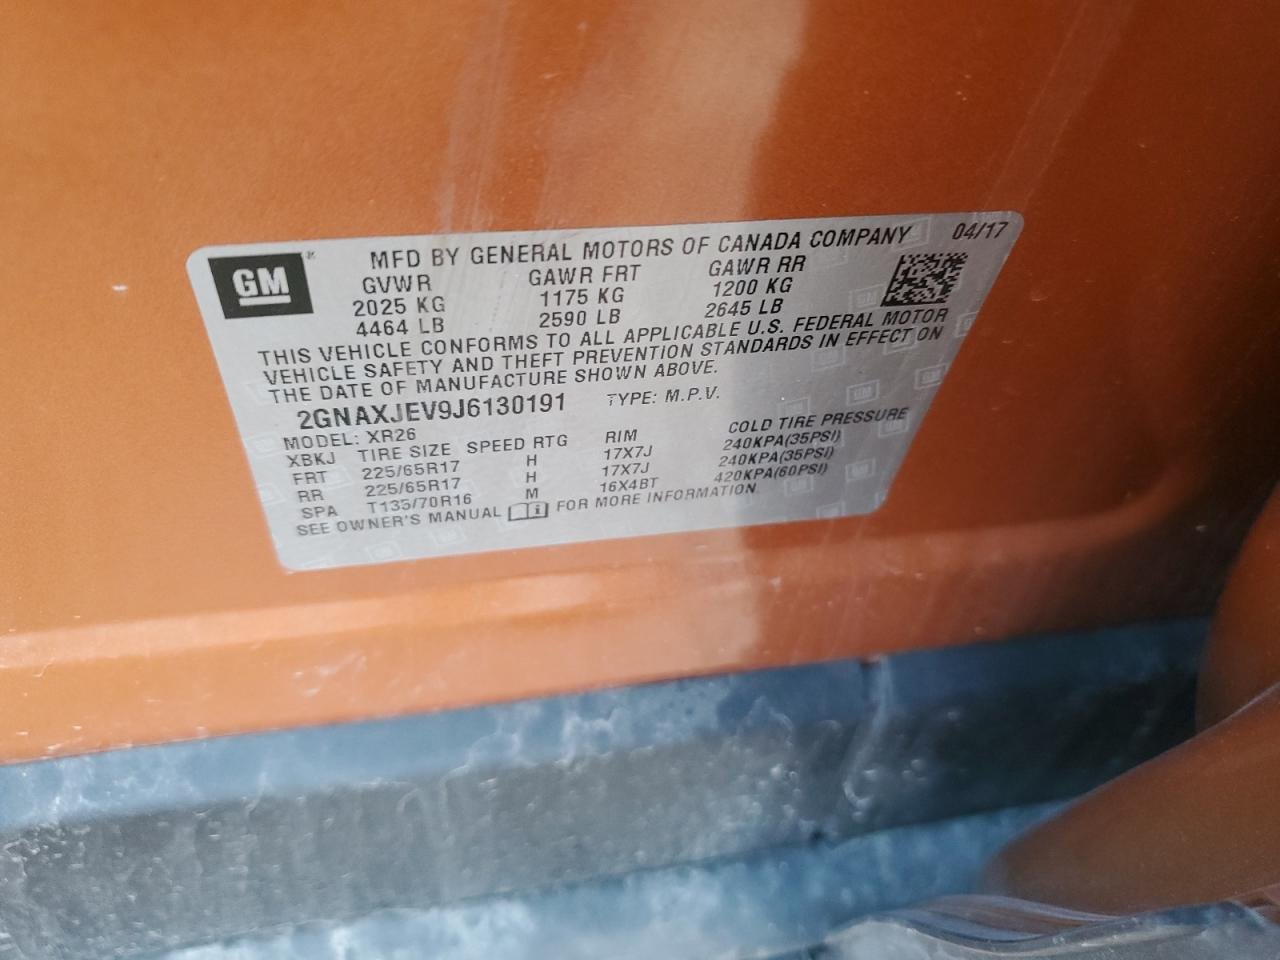 GM
MFD BY GENERAL MOTORS OF CANADA COMPANY 04/17
GVWR GAWR FRT GAWR RR
2025 KG 1175 KG 1200 KG
4464 LB 2590 LB 2645 LB
THIS VEHICLE CONFORMS TO ALL APPLICABLE U.S. FEDERAL MOTOR
VEHICLE SAFETY AND THEFT PREVENTION STANDARDS IN EFFECT ON
THE DATE OF MANUFACTURE SHOWN ABOVE.
2GNAXJEV9J6130191 TYPE: M.P.V.
MODEL: XR26
XBKJ TIRE SIZE SPEED RTG RIM COLD TIRE PRESSURE
FRT 225/65R17 H 17X7J 240KPA(35PSI)
RR 225/65R17 H 17X7J 240KPA(35PSI)
SPA T135/70R16 M 16X4BT 420KPA(60PSI)
SEE OWNER'S MANUAL FOR MORE INFORMATION.